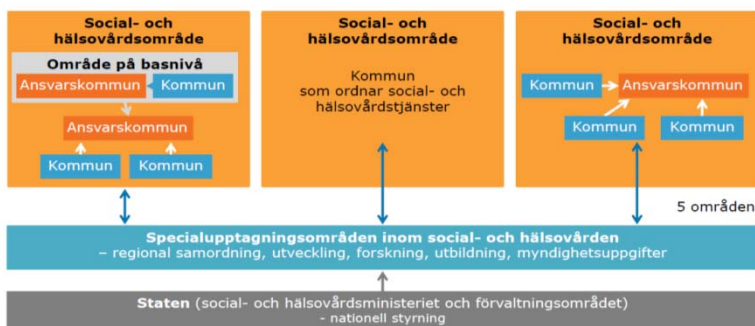 Social- och
hälsovårdsområde
Område på basnivå
Ansvarskommun
Kommun
Ansvarskommun
Kommun
Kommun
Social- och
hälsovårdsområde
Kommun
som ordnar social- och
hälsovårdstjänster
Social- och
hälsovårdsområde
Kommun
Ansvarskommun
Kommun
Kommun
5 områden
Specialupptagningsområden inom social- och hälsovården
– regional samordning, utveckling, forskning, utbildning, myndighetsuppgifter
Staten (social- och hälsovårdsministeriet och förvaltningsområdet)
- nationell styrning